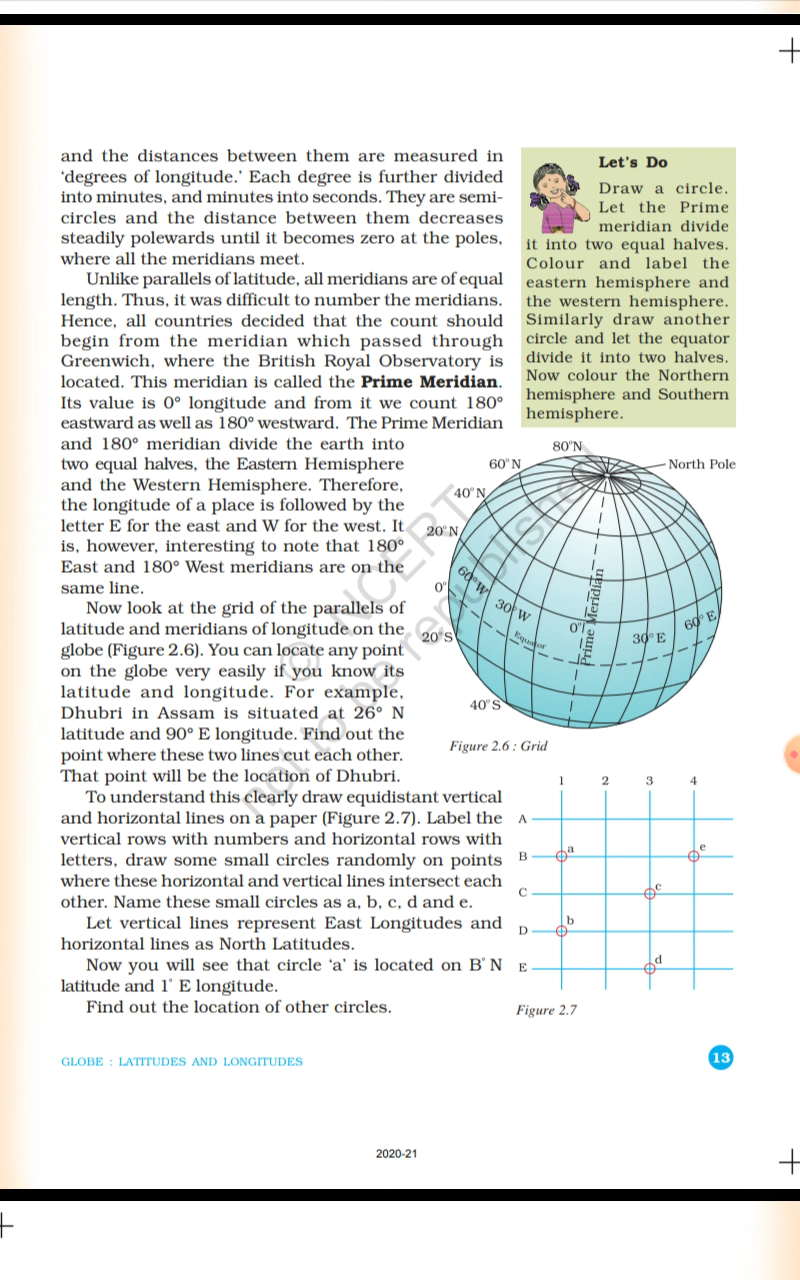 and the distances between them are measured in
‘degrees of longitude.’ Each degree is further divided
into minutes, and minutes into seconds. They are semi-
circles and the distance between them decreases
steadily polewards until it becomes zero at the poles,
where all the meridians meet.
Unlike parallels of latitude, all meridians are of equal
length. Thus, it was difficult to number the meridians.
Hence, all countries decided that the count should
begin from the meridian which passed through
Greenwich, where the British Royal Observatory is
located. This meridian is called the Prime Meridian.
Its value is 0° longitude and from it we count 180°
eastward as well as 180° westward. The Prime Meridian
and 180° meridian divide the earth into
two equal halves, the Eastern Hemisphere
and the Western Hemisphere. Therefore,
the longitude of a place is followed by the
letter E for the east and W for the west. It
is, however, interesting to note that 180°
East and 180° West meridians are on the
same line.
Now look at the grid of the parallels of
latitude and meridians of longitude on the
globe (Figure 2.6). You can locate any point
on the globe very easily if you know its
latitude and longitude. For example,
Dhubri in Assam is situated at 26° N
latitude and 90° E longitude. Find out the
point where these two lines cut each other.
That point will be the location of Dhubri.
To understand this clearly draw equidistant vertical
and horizontal lines on a paper (Figure 2.7). Label the
vertical rows with numbers and horizontal rows with
letters, draw some small circles randomly on points
where these horizontal and vertical lines intersect each
other. Name these small circles as a, b, c, d and e.
Let vertical lines represent East Longitudes and
horizontal lines as North Latitudes.
Now you will see that circle ‘a’ is located on B° N
latitude and 1° E longitude.
Find out the location of other circles.
Let's Do
Draw a circle.
Let the Prime
meridian divide
it into two equal halves.
Colour and label the
eastern hemisphere and
the western hemisphere.
Similarly draw another
circle and let the equator
divide it into two halves.
Now colour the Northern
hemisphere and Southern
hemisphere.
80°N
60°N
North Pole
40°N
20°N
0°
60°W
30°W
Equator
0°
Prime Meridian
30°E
60°E
20°S
40°S
Figure 2.6 : Grid
1 2 3 4
A
B a e
C c
D b
E d
Figure 2.7
GLOBE : LATITUDES AND LONGITUDES
13
2020-21
© NCERT
not to be republished